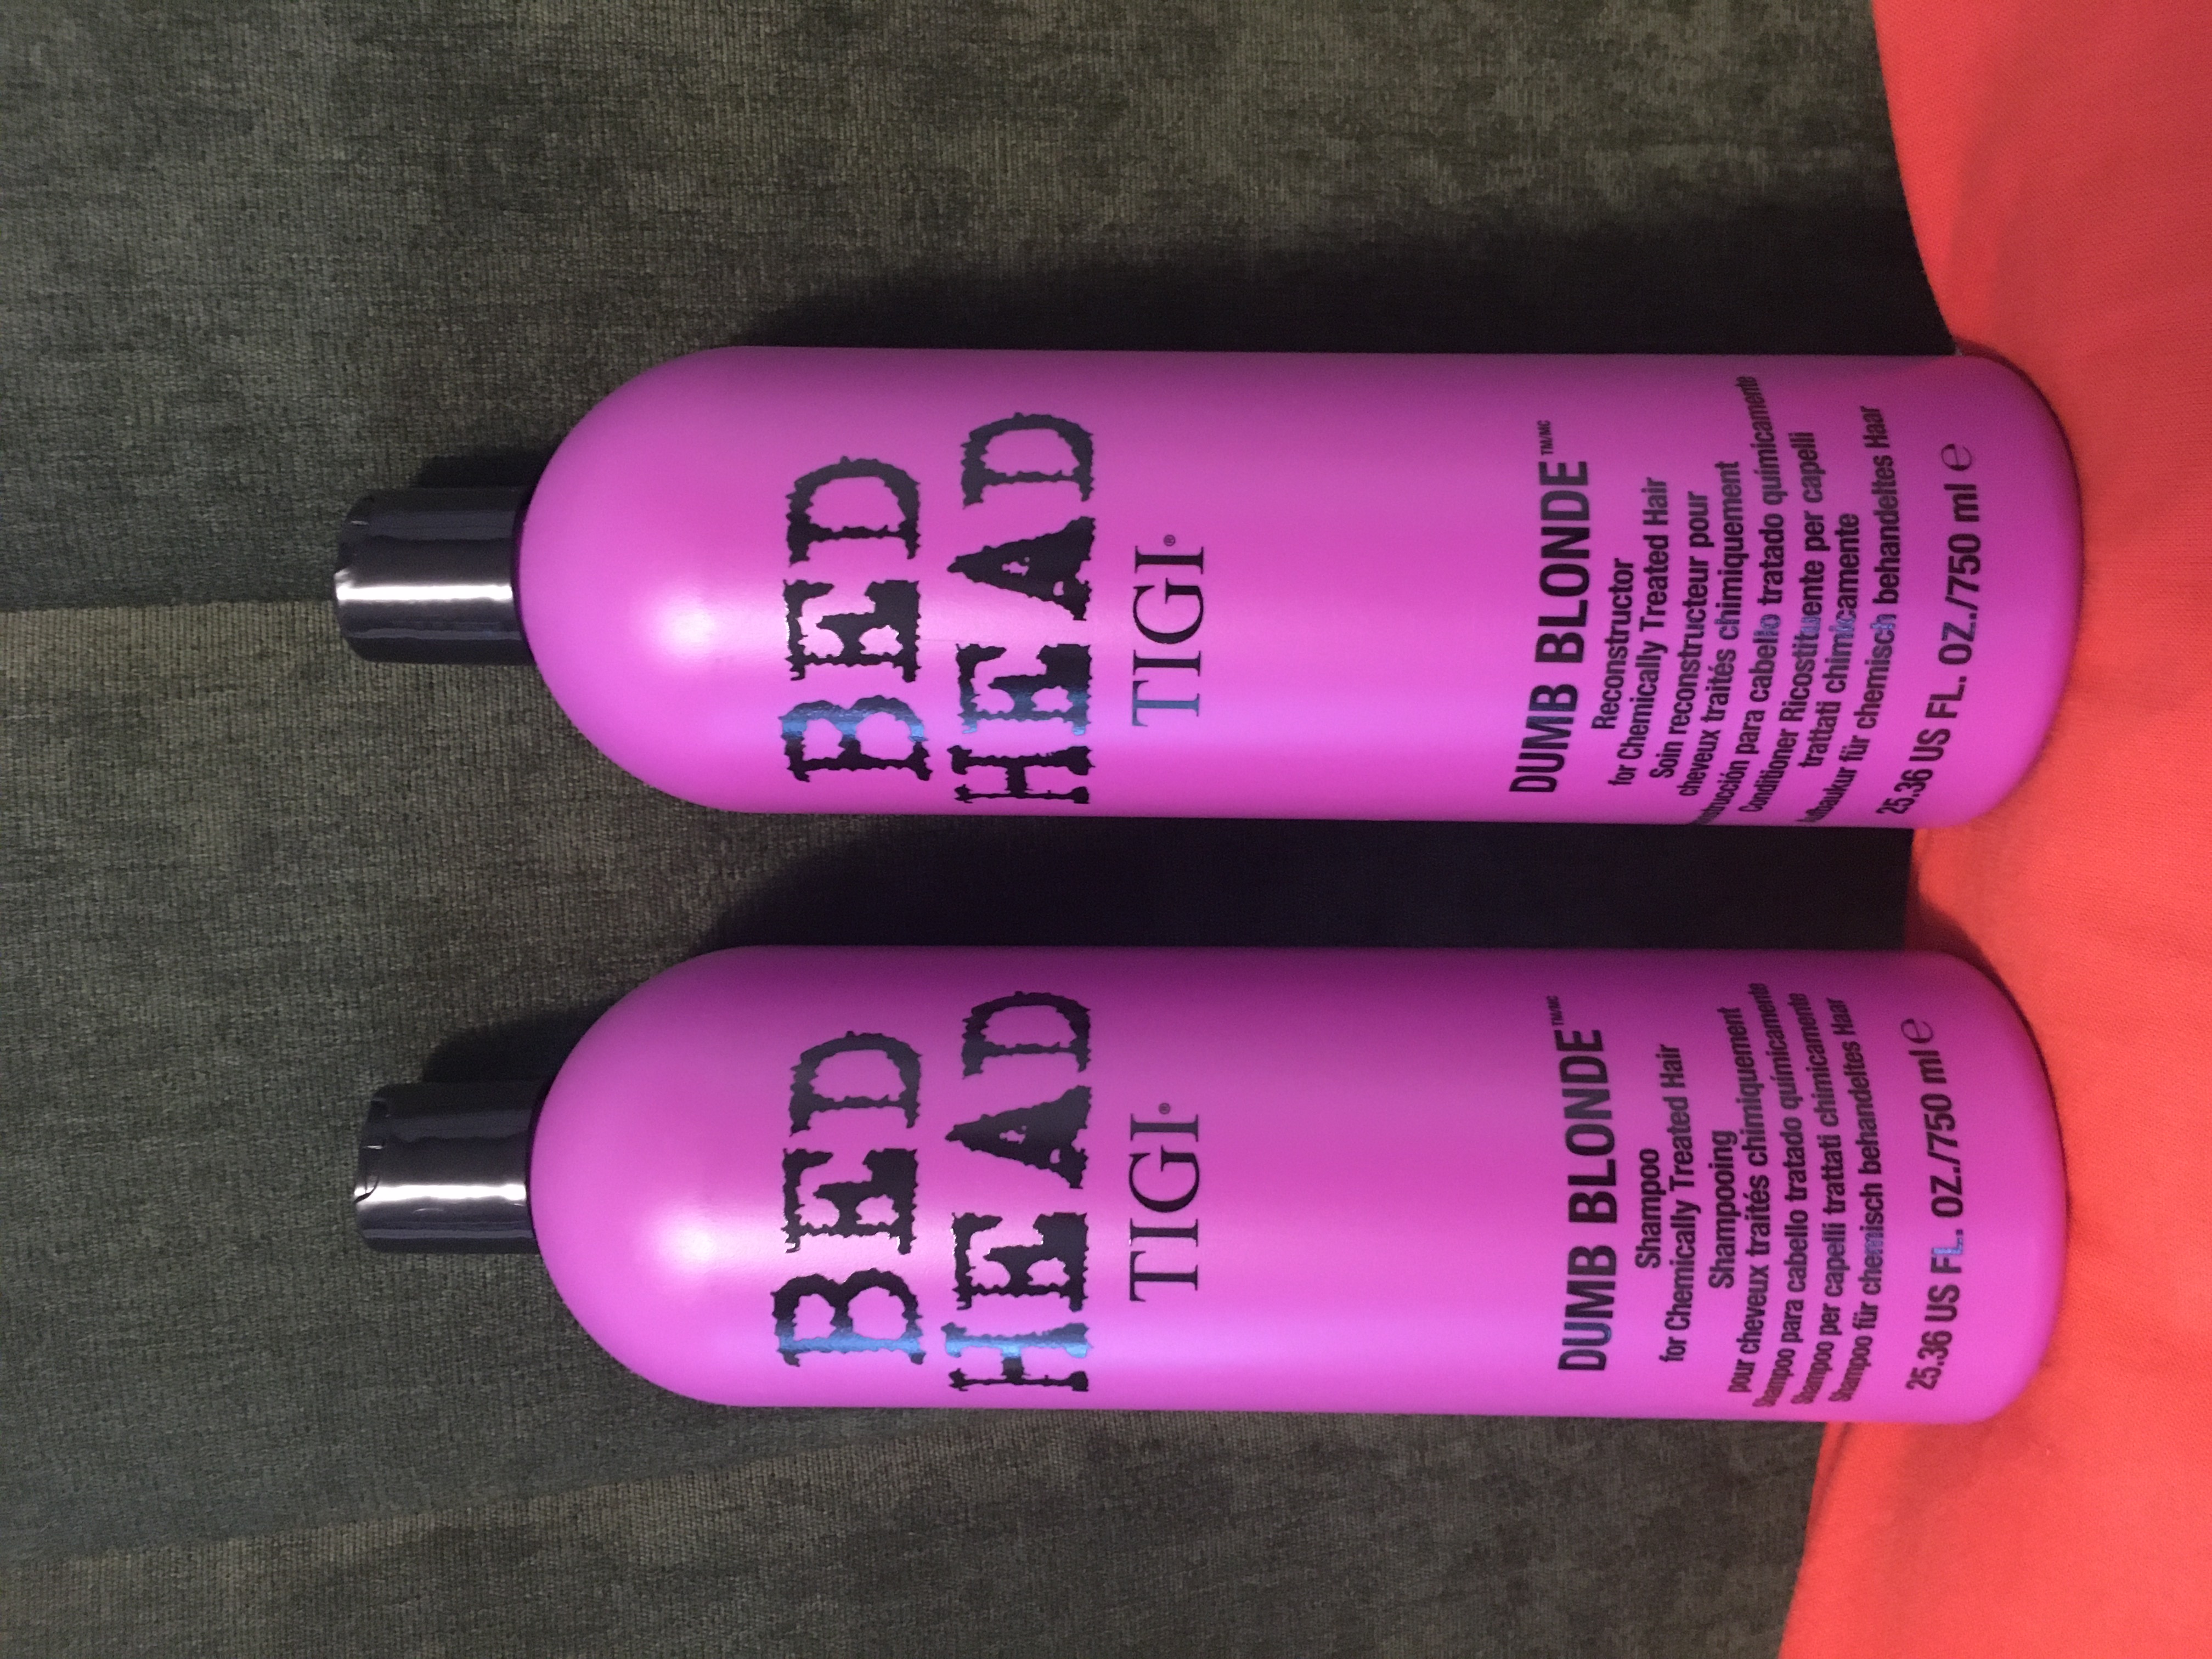 BED
HEAD
TIGI®
DUMB BLONDE™/MC
Shampoo
for Chemically Treated Hair
Shampooing
pour cheveux traités chimiquement
Shampoo para cabello tratado químicamente
Shampoo per capelli trattati chimicamente
Shampoo für chemisch behandeltes Haar
25.36 US FL. OZ./750 ml ℮
BED
HEAD
TIGI®
DUMB BLONDE™/MC
Reconstructor
for Chemically Treated Hair
Soin reconstructeur pour
cheveux traités chimiquement
para cabello tratado químicamente
Conditioner Ricostituente per capelli
trattati chimicamente
Aufbaukur für chemisch behandeltes Haar
25.36 US FL. OZ./750 ml ℮